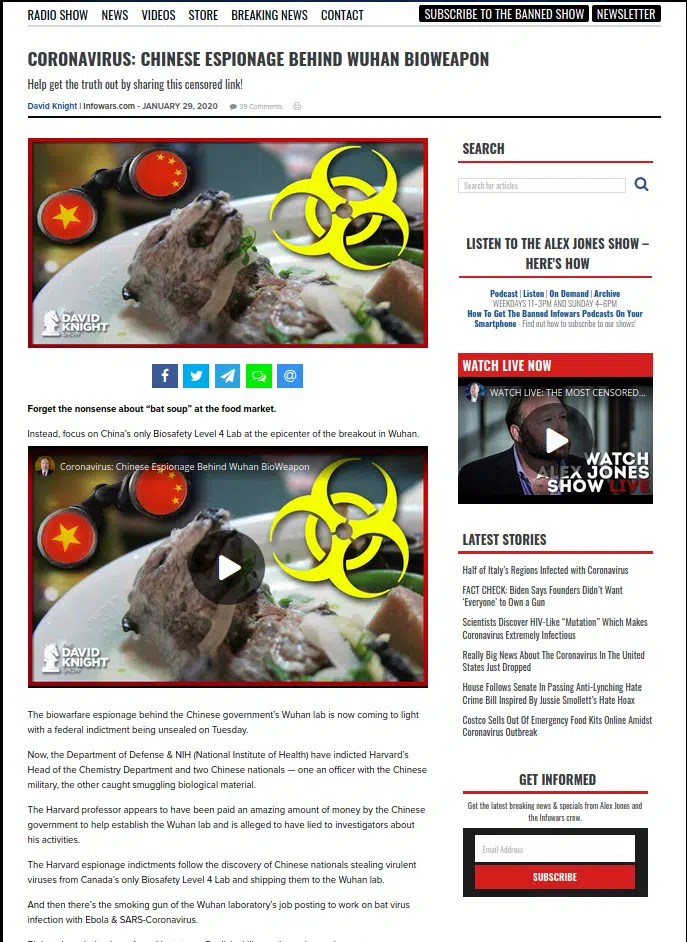 RADIO SHOW NEWS VIDEOS STORE BREAKING NEWS CONTACT SUBSCRIBE TO THE BANNED SHOW NEWSLETTER
CORONAVIRUS: CHINESE ESPIONAGE BEHIND WUHAN BIOWEAPON
Help get the truth out by sharing this censored link!
David Knight | Infowars.com - JANUARY 29, 2020 39 Comments
THE
DAVID
KNIGHT
SHOW
Forget the nonsense about “bat soup” at the food market.
Instead, focus on China’s only Biosafety Level 4 Lab at the epicenter of the breakout in Wuhan.
Coronavirus: Chinese Espionage Behind Wuhan BioWeapon
THE
DAVID
KNIGHT
SHOW
The biowarfare espionage behind the Chinese government’s Wuhan lab is now coming to light
with a federal indictment being unsealed on Tuesday.
Now, the Department of Defense & NIH (National Institute of Health) have indicted Harvard’s
Head of the Chemistry Department and two Chinese nationals — one an officer with the Chinese
military, the other caught smuggling biological material.
The Harvard professor appears to have been paid an amazing amount of money by the Chinese
government to help establish the Wuhan lab and is alleged to have lied to investigators about
his activities.
The Harvard espionage indictments follow the discovery of Chinese nationals stealing virulent
viruses from Canada’s only Biosafety Level 4 Lab and shipping them to the Wuhan lab.
And then there’s the smoking gun of the Wuhan laboratory’s job posting to work on bat virus
infection with Ebola & SARS-Coronavirus.
SEARCH
Search for articles
LISTEN TO THE ALEX JONES SHOW –
HERE'S HOW
Podcast | Listen | On Demand | Archive
WEEKDAYS 11–3PM AND SUNDAY 4–6PM
How To Get The Banned Infowars Podcasts On Your
Smartphone - Find out how to subscribe to our shows!
WATCH LIVE NOW
WATCH LIVE: THE MOST CENSORED...
WATCH
ALEX JONES
SHOW LIVE
LATEST STORIES
Half of Italy’s Regions Infected with Coronavirus
FACT CHECK: Biden Says Founders Didn’t Want
‘Everyone’ to Own a Gun
Scientists Discover HIV-Like “Mutation” Which Makes
Coronavirus Extremely Infectious
Really Big News About The Coronavirus In The United
States Just Dropped
House Follows Senate In Passing Anti-Lynching Hate
Crime Bill Inspired By Jussie Smollett’s Hate Hoax
Costco Sells Out Of Emergency Food Kits Online Amidst
Coronavirus Outbreak
GET INFORMED
Get the latest breaking news & specials from Alex Jones and
the Infowars crew.
Email Address
SUBSCRIBE